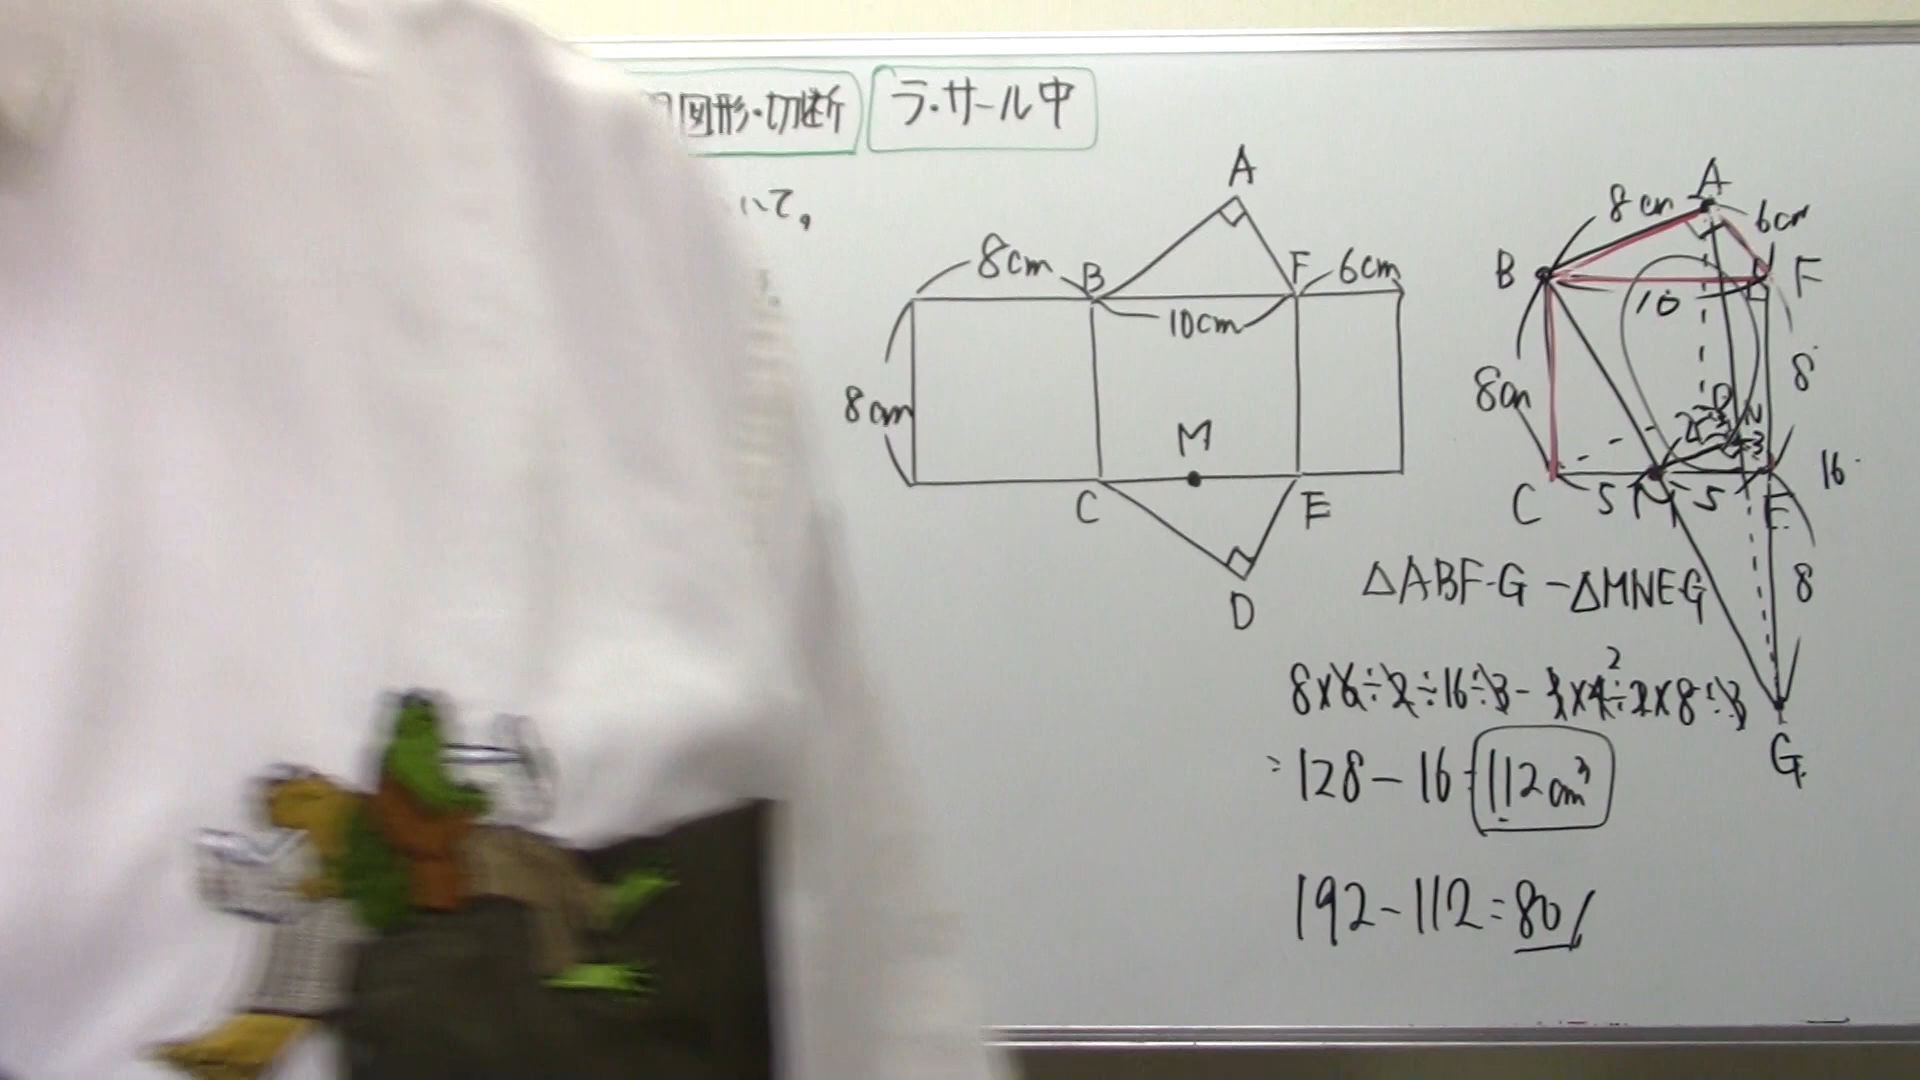 図形・切断
ラ・サール中
いて。
A
8cm B F 6cm
10cm
8cm
M
C E
D
A
8cm 6cm
B F
10
8
8cm
D N
3
16
C 5 M 5 E
8
G
△ABF-G - △MNE-G
8×6÷2÷16÷3 - 3×4÷2×8÷3
2
=128-16=112cm³
192-112=80